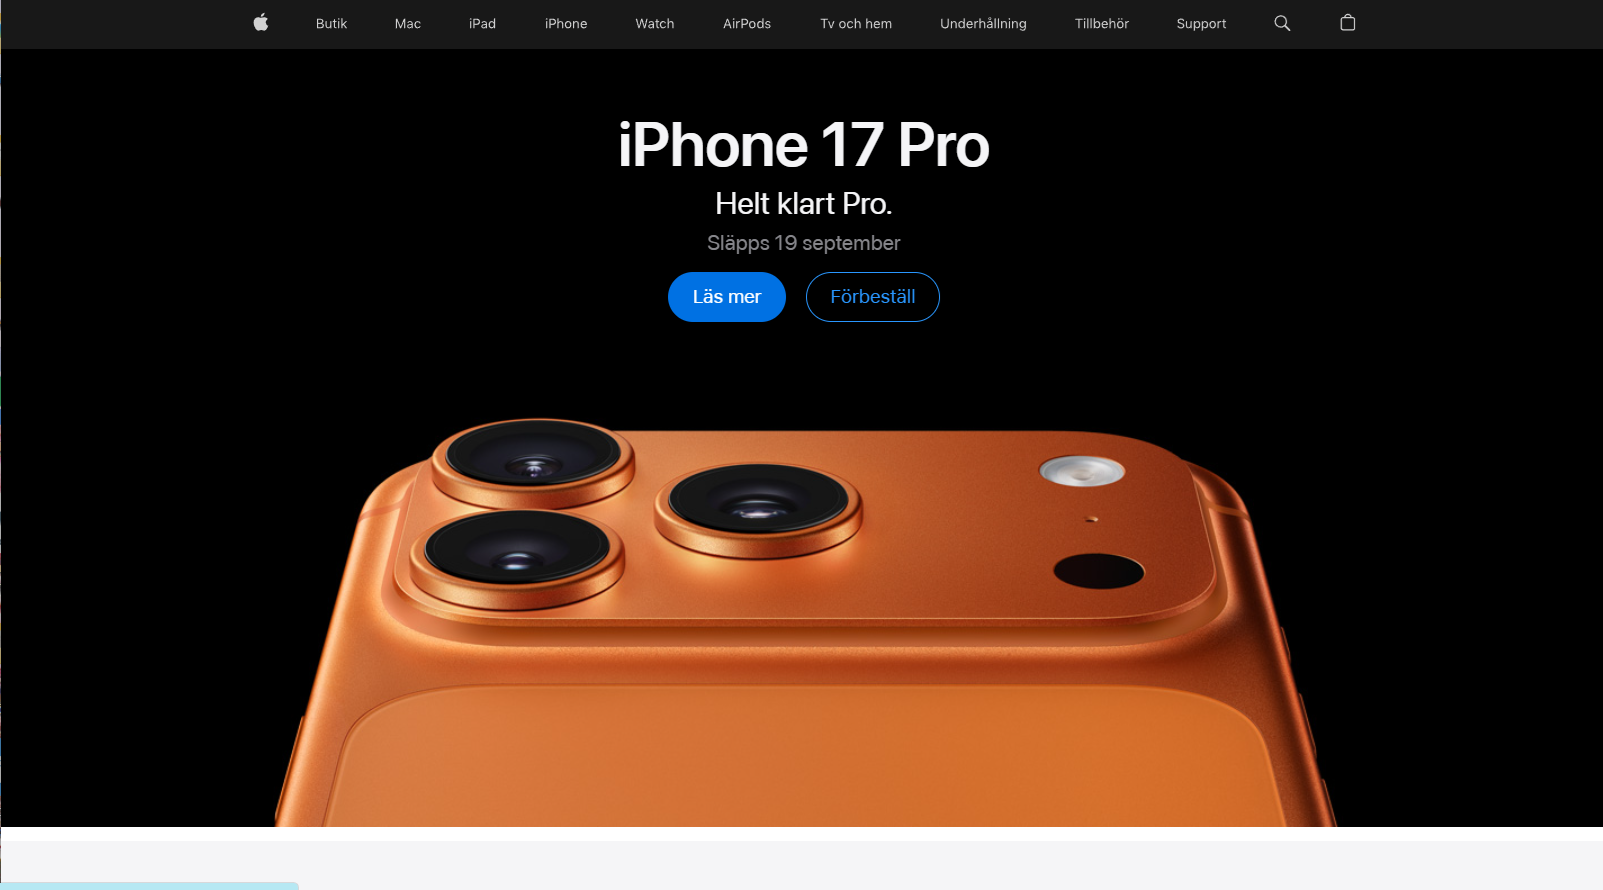 Butik Mac iPad iPhone Watch AirPods Tv och hem Underhållning Tillbehör Support
iPhone 17 Pro
Helt klart Pro.
Släpps 19 september
Läs mer Förbeställ